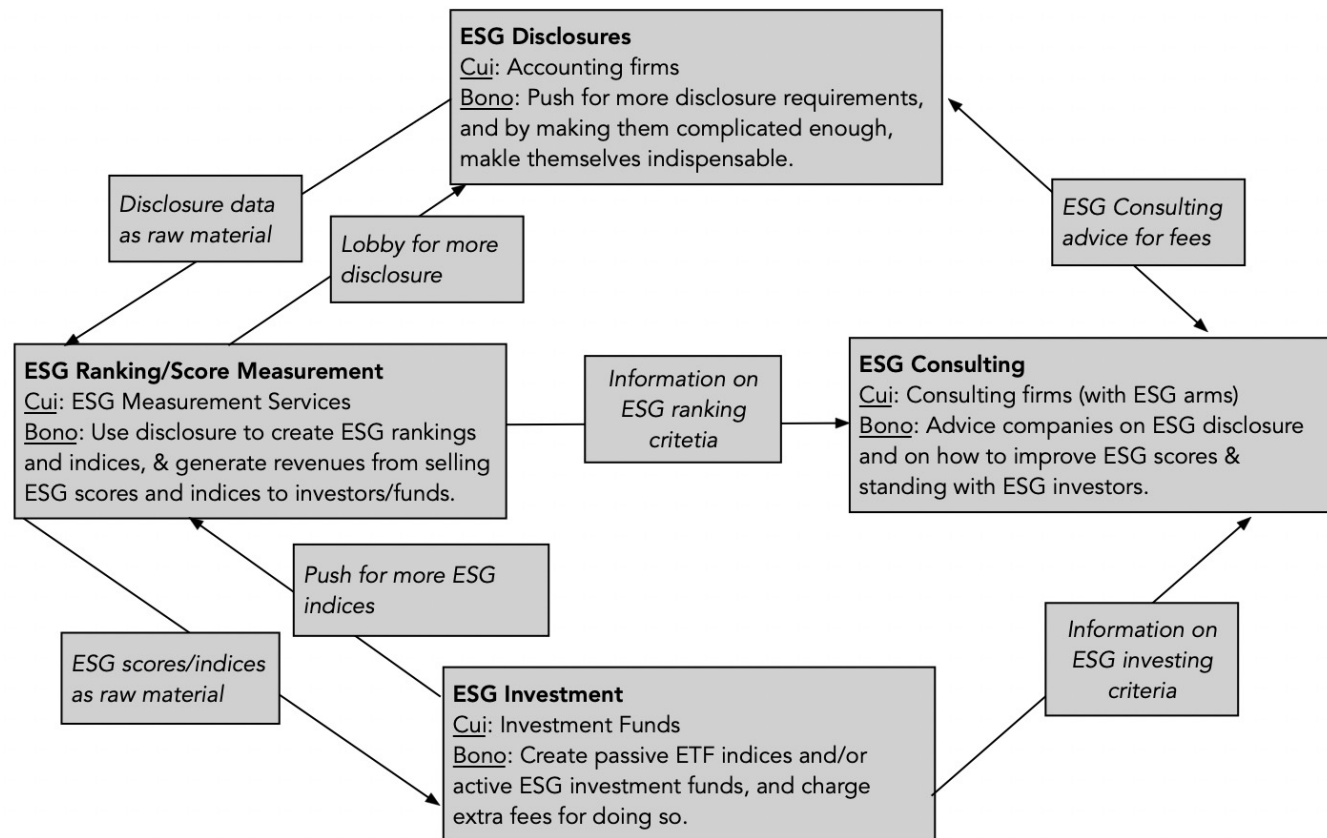 ESG Disclosures
Cui: Accounting firms
Bono: Push for more disclosure requirements,
and by making them complicated enough,
makle themselves indispensable.
Disclosure data
as raw material
Lobby for more
disclosure
ESG Consulting
advice for fees
ESG Ranking/Score Measurement
Cui: ESG Measurement Services
Bono: Use disclosure to create ESG rankings
and indices, & generate revenues from selling
ESG scores and indices to investors/funds.
Information on
ESG ranking
critetia
ESG Consulting
Cui: Consulting firms (with ESG arms)
Bono: Advice companies on ESG disclosure
and on how to improve ESG scores &
standing with ESG investors.
Push for more ESG
indices
ESG scores/indices
as raw material
Information on
ESG investing
criteria
ESG Investment
Cui: Investment Funds
Bono: Create passive ETF indices and/or
active ESG investment funds, and charge
extra fees for doing so.